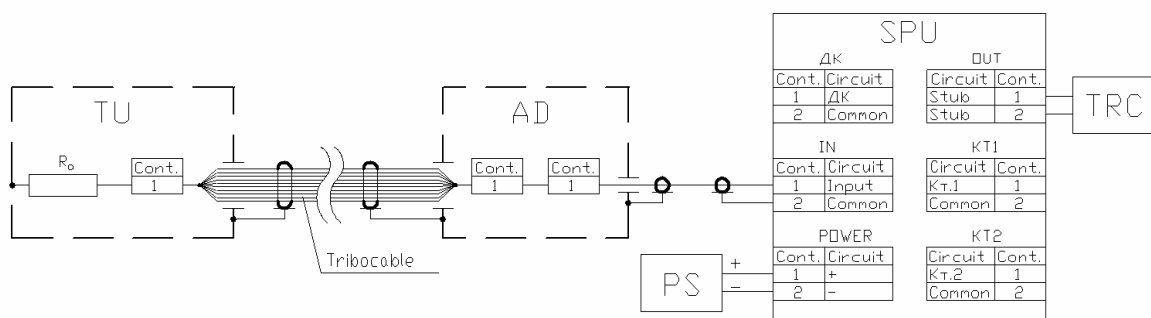 SPU
TU
AD
TRC
PS
R₀
Cont.
1
Cont.
1
Cont.
1
Tribocable
ДК
Cont. Circuit
1 ДК
2 Common
OUT
Circuit Cont.
Stub 1
Stub 2
IN
Cont. Circuit
1 Input
2 Common
КТ1
Circuit Cont.
Кт.1 1
Common 2
POWER
Cont. Circuit
1 +
2 -
КТ2
Circuit Cont.
Кт.2 1
Common 2
+
-